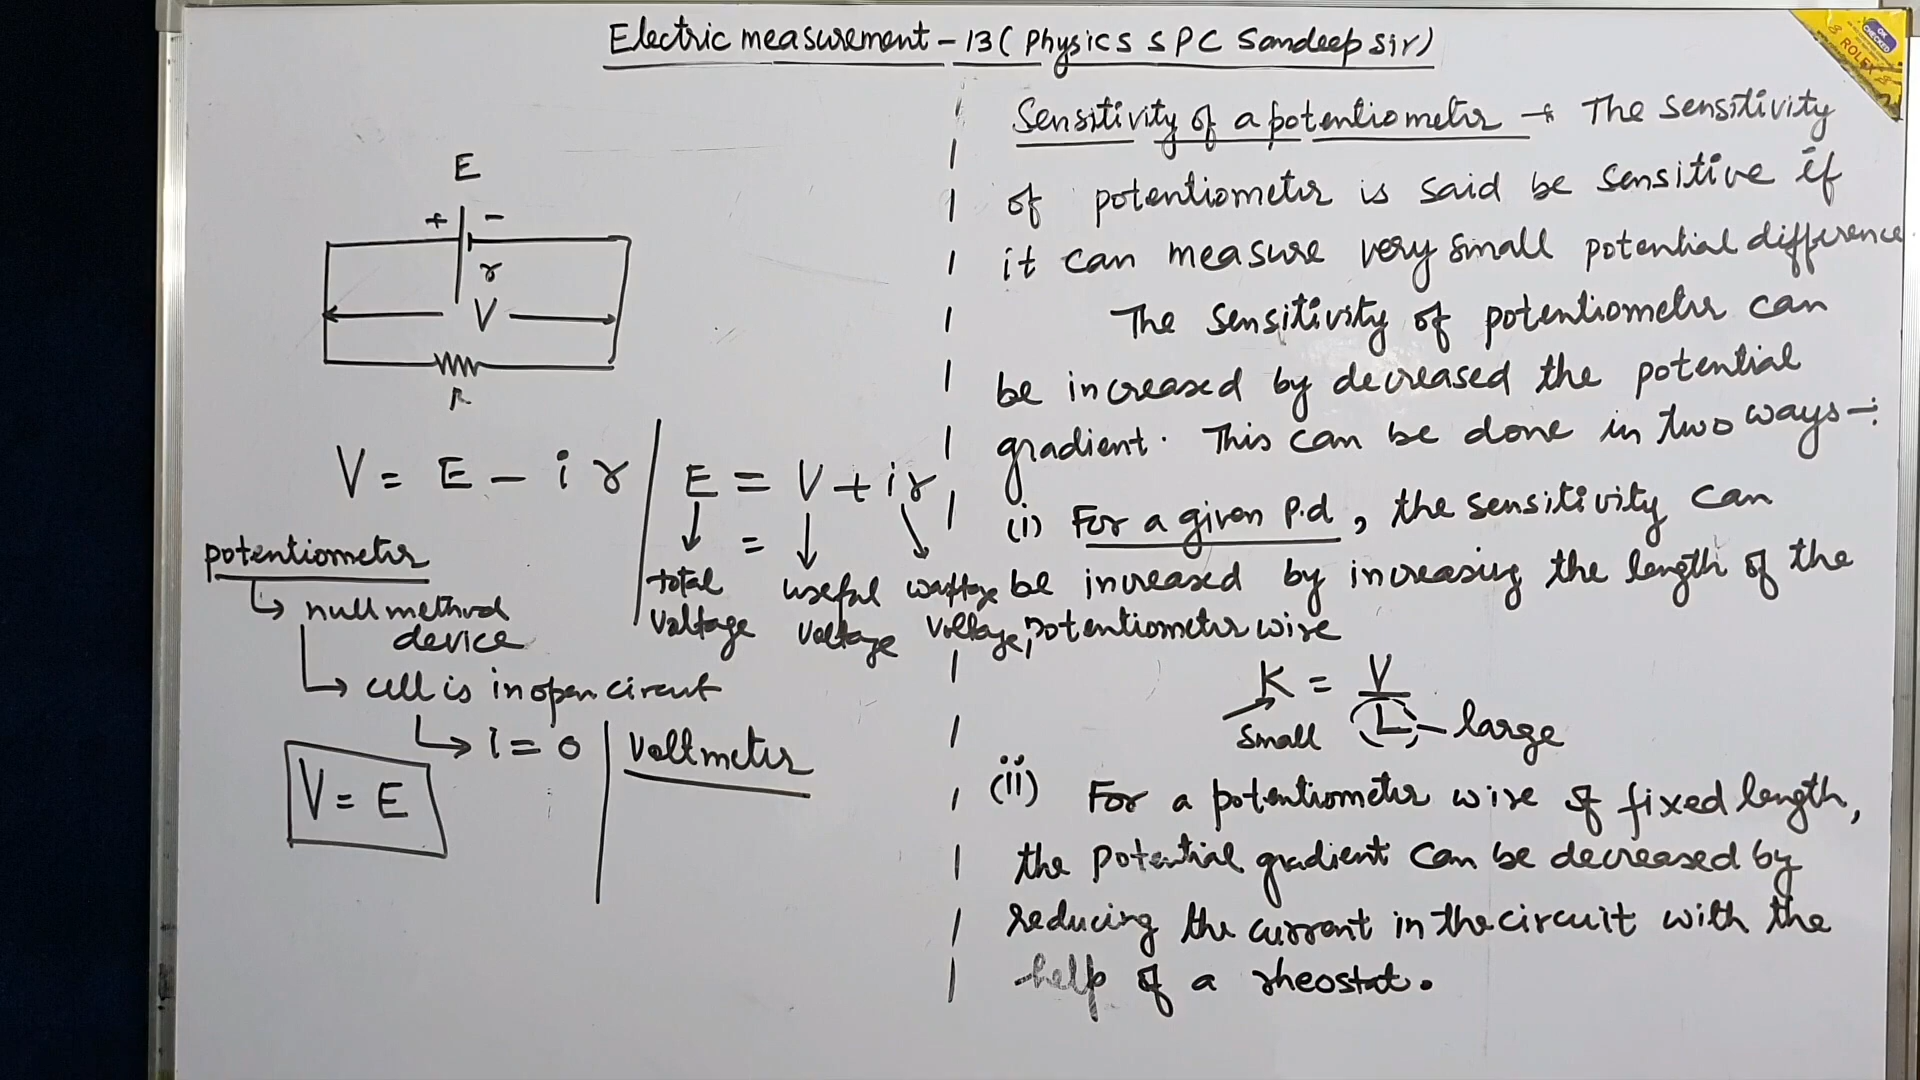 Electric measurement - 13 (Physics SPC Sandeep sir)
E
+ -
r
V
R
V = E - i r
E = V + ir
=
total voltage
useful voltage
wastage voltage
potentiometer
null method
device
cell is in open circuit
i = 0
V = E
Voltmeter
Sensitivity of a potentiometer → The sensitivity
of potentiometer is said be sensitive if
it can measure very small potential difference
The sensitivity of potentiometer can
be increased by decreased the potential
gradient. This can be done in two ways -:
(i) For a given p.d, the sensitivity can
be increased by increasing the length of the
potentiometer wire
K = V
L
small
large
(ii) For a potentiometer wire of fixed length,
the potential gradient can be decreased by
reducing the current in the circuit with the
help of a rheostat.
OK
CHECKED
ROLEX